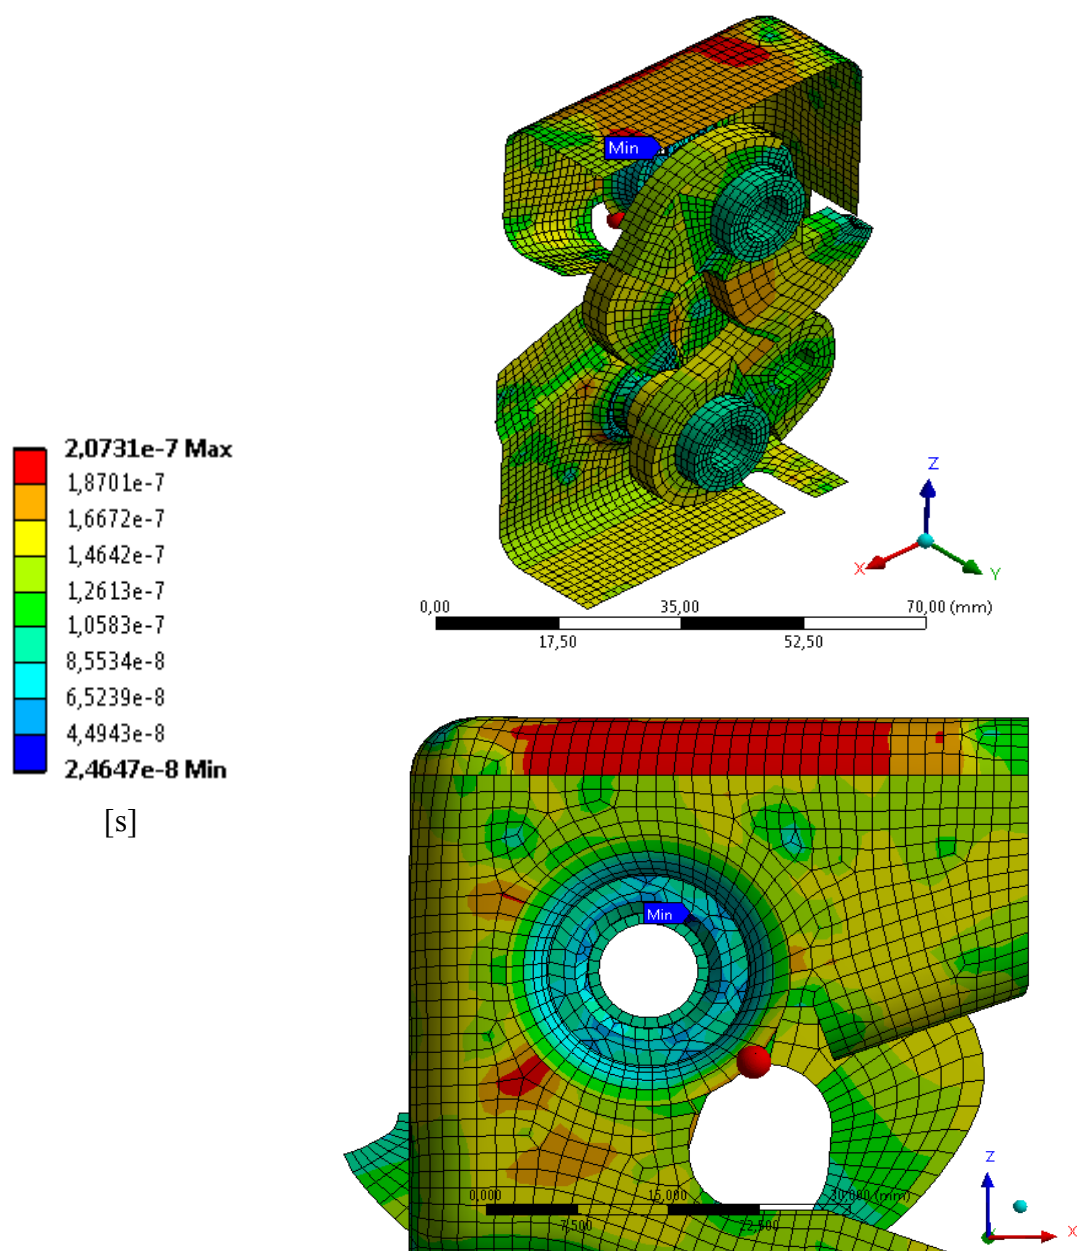 Min
Z
X
Y
0,00 35,00 70,00 (mm)
17,50 52,50
2,0731e-7 Max
1,8701e-7
1,6672e-7
1,4642e-7
1,2613e-7
1,0583e-7
8,5534e-8
6,5239e-8
4,4943e-8
2,4647e-8 Min
[s]
Min
0,000 15,000 30,000 (mm)
7,500 22,500
Z
X